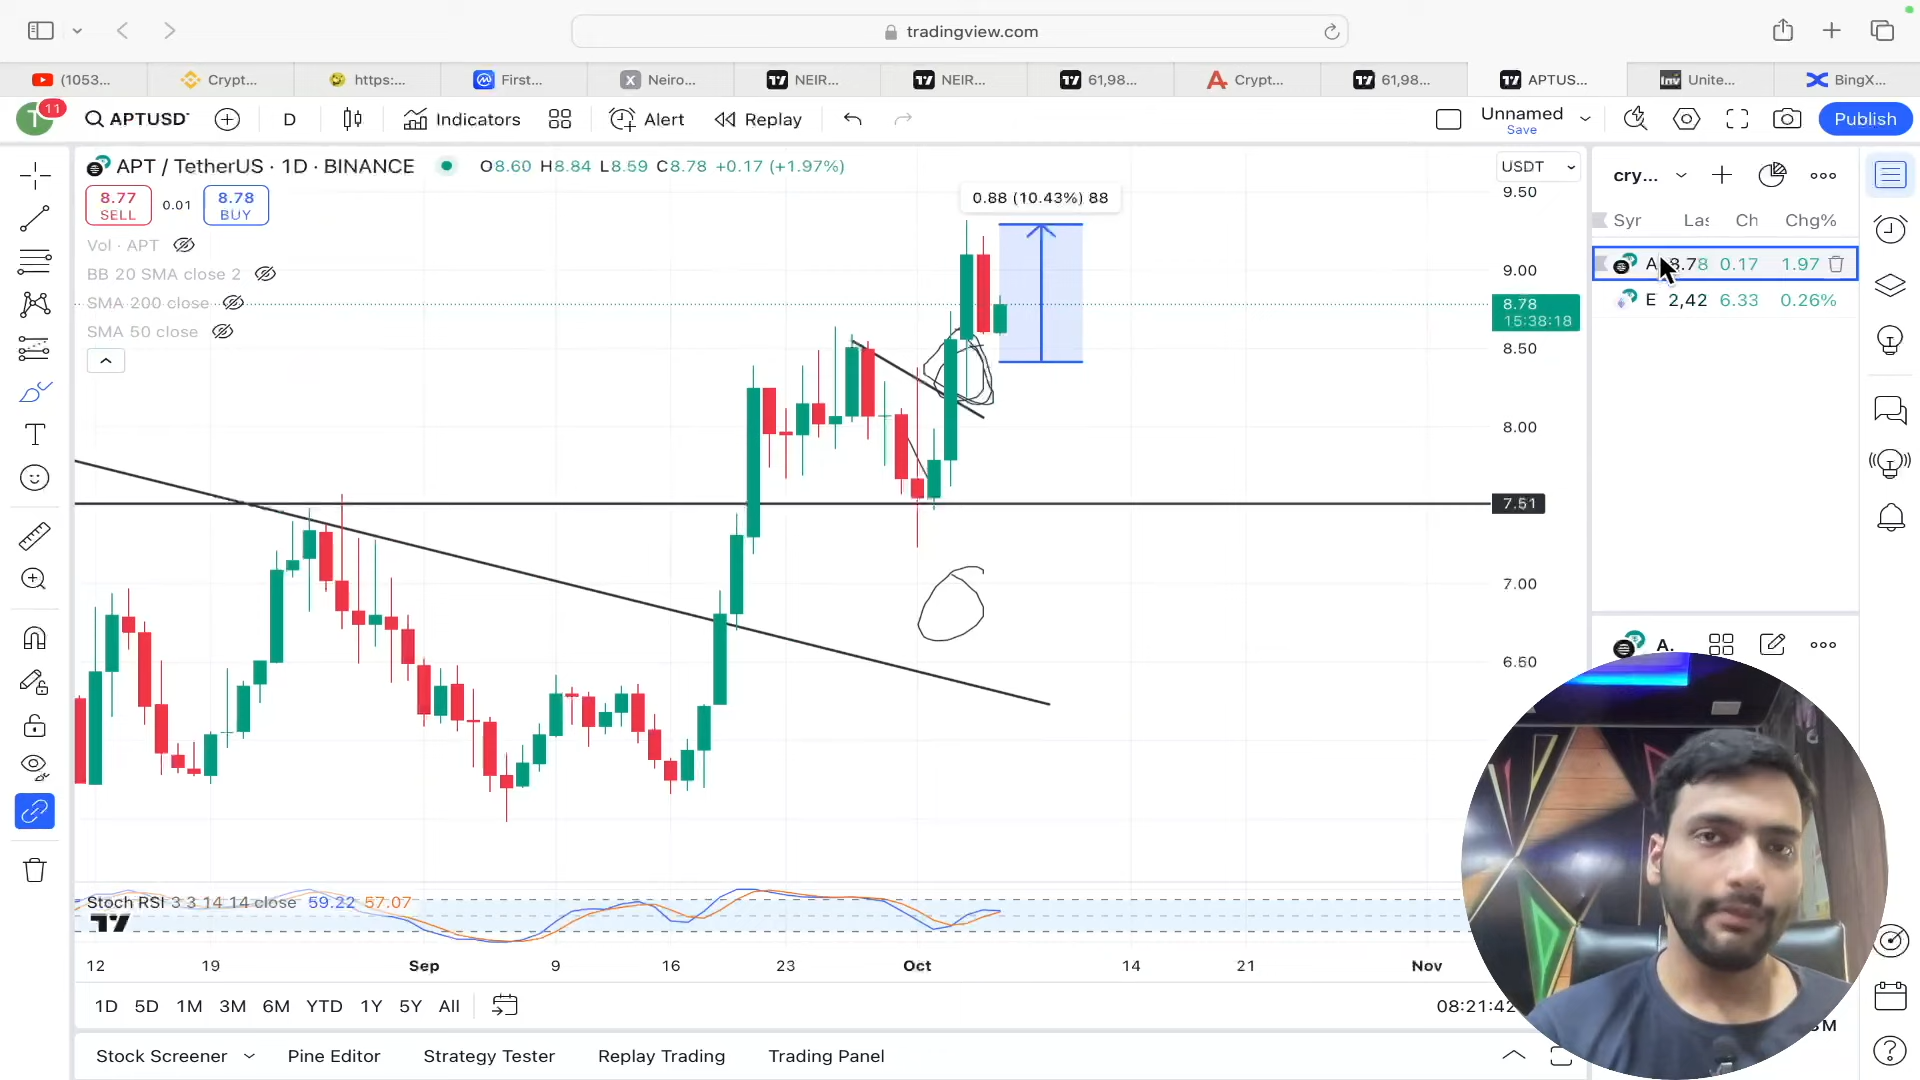 tradingview.com
(1053...
Crypt...
https:...
First...
Neiro...
NEIR...
NEIR...
61,98...
Crypt...
61,98...
APTUS...
Unite...
BingX...
T
11
APTUSD
D
Indicators
Alert
Replay
Unnamed
Save
Publish
APT / TetherUS · 1D · BINANCE
O8.60 H8.84 L8.59 C8.78 +0.17 (+1.97%)
USDT
cry...
8.77
SELL
0.01
8.78
BUY
0.88 (10.43%) 88
Vol · APT
BB 20 SMA close 2
SMA 200 close
SMA 50 close
9.50
9.00
8.78
15:38:18
8.50
8.00
7.51
7.00
6.50
Chg%
A 8.78 0.17 1.97
E 2,42 6.33 0.26%
A.
Stoch RSI 3 3 14 14 close 59.22 57.07
12 19 Sep 9 16 23 Oct 14 21 Nov
1D 5D 1M 3M 6M YTD 1Y 5Y All
08:21:42
Stock Screener Pine Editor Strategy Tester Replay Trading Trading Panel